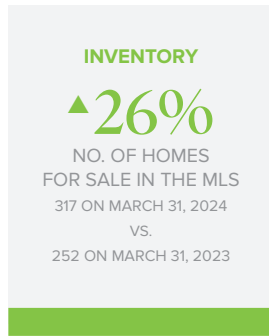 INVENTORY
▲26%
NO. OF HOMES
FOR SALE IN THE MLS
317 ON MARCH 31, 2024
VS.
252 ON MARCH 31, 2023